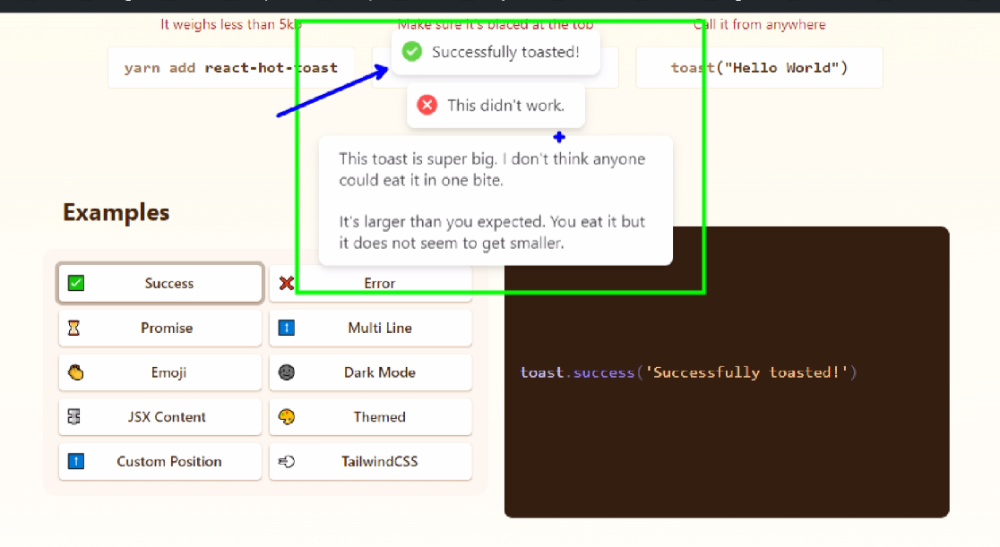 It weighs less than 5kb
Make sure it's placed at the top
Call it from anywhere
yarn add react-hot-toast
toast("Hello World")
Successfully toasted!
This didn't work.
This toast is super big. I don't think anyone
could eat it in one bite.
It's larger than you expected. You eat it but
it does not seem to get smaller.
Examples
Success
Error
Promise
Multi Line
Emoji
Dark Mode
JSX Content
Themed
Custom Position
TailwindCSS
toast.success('Successfully toasted!')